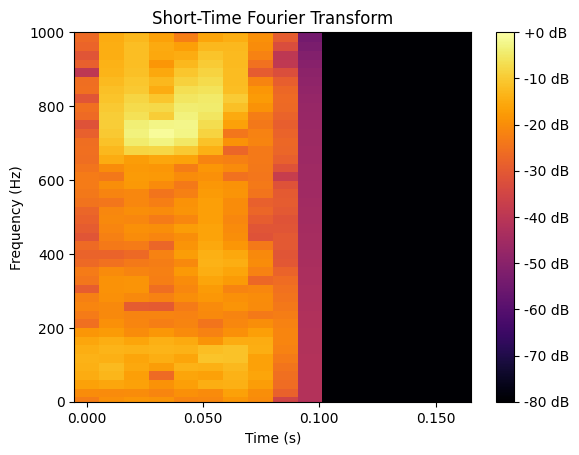 Short-Time Fourier Transform
1000
800
600
400
200
0
Frequency (Hz)
0.000
0.050
0.100
0.150
Time (s)
+0 dB
-10 dB
-20 dB
-30 dB
-40 dB
-50 dB
-60 dB
-70 dB
-80 dB